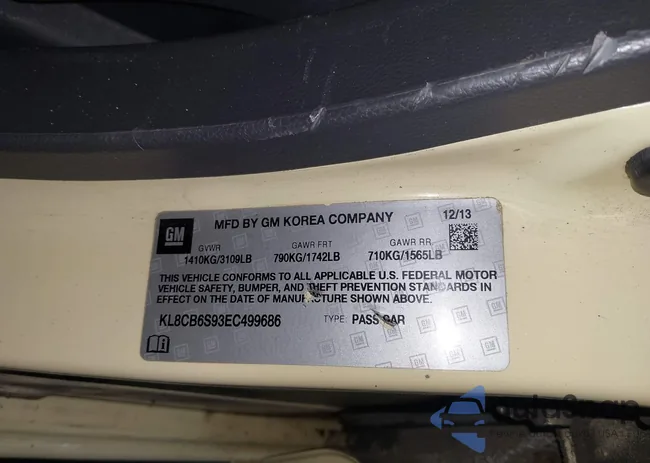 GM
MFD BY GM KOREA COMPANY
12/13
GVWR
GAWR FRT
GAWR RR
1410KG/3109LB
790KG/1742LB
710KG/1565LB
THIS VEHICLE CONFORMS TO ALL APPLICABLE U.S. FEDERAL MOTOR
VEHICLE SAFETY, BUMPER, AND THEFT PREVENTION STANDARDS IN
EFFECT ON THE DATE OF MANUFACTURE SHOWN ABOVE.
KL8CB6S93EC499686
TYPE: PASS CAR